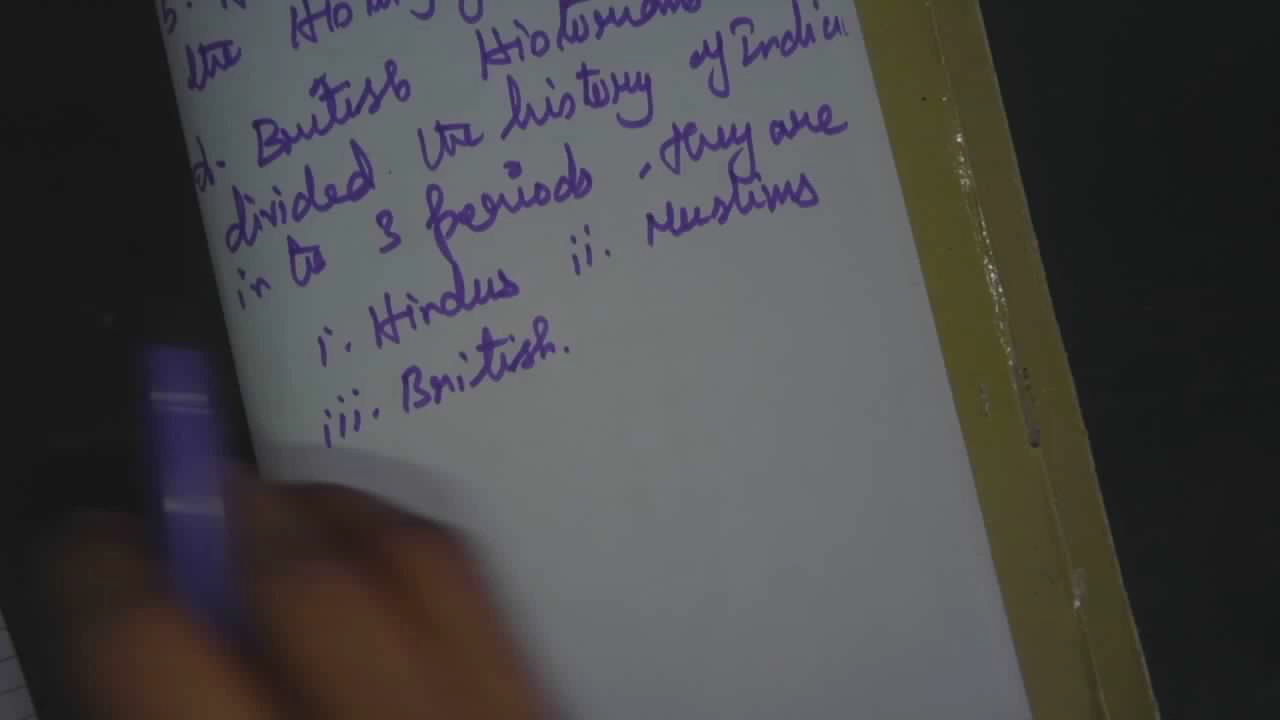 the
d. British Historians
divided the history of India
in to 3 periods. they are
i. Hindus ii. Muslims
iii. British.